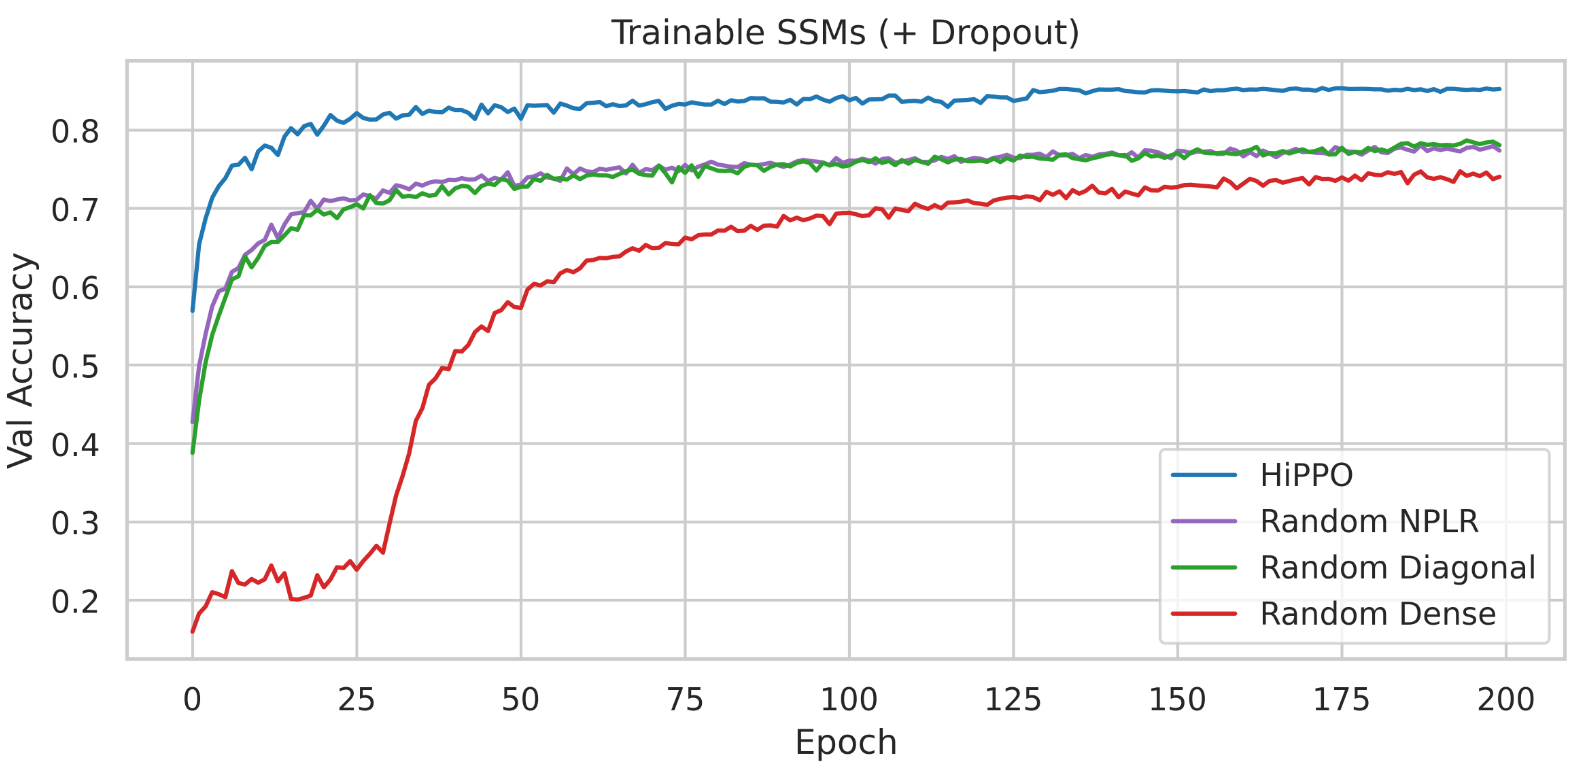 Trainable SSMs (+ Dropout)
Val Accuracy
0.8
0.7
0.6
0.5
0.4
0.3
0.2
HiPPO
Random NPLR
Random Diagonal
Random Dense
0 25 50 75 100 125 150 175 200
Epoch